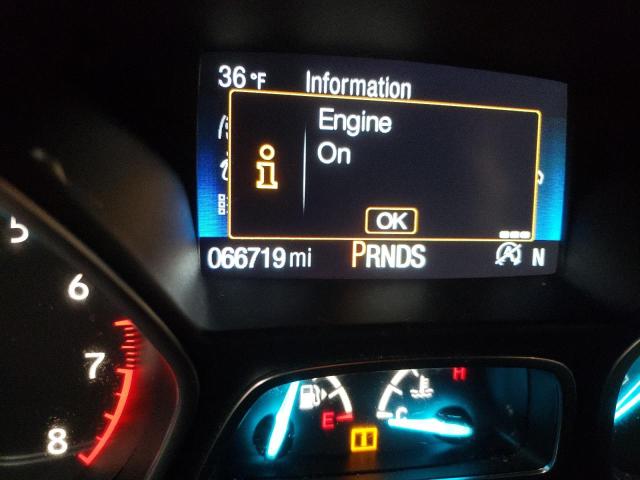 36°F Information
Engine
On
OK
066719 mi PRNDS N
5
6
7
8
H
E C